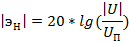 |э_Н| = 20 * lg(|U|/U_П)